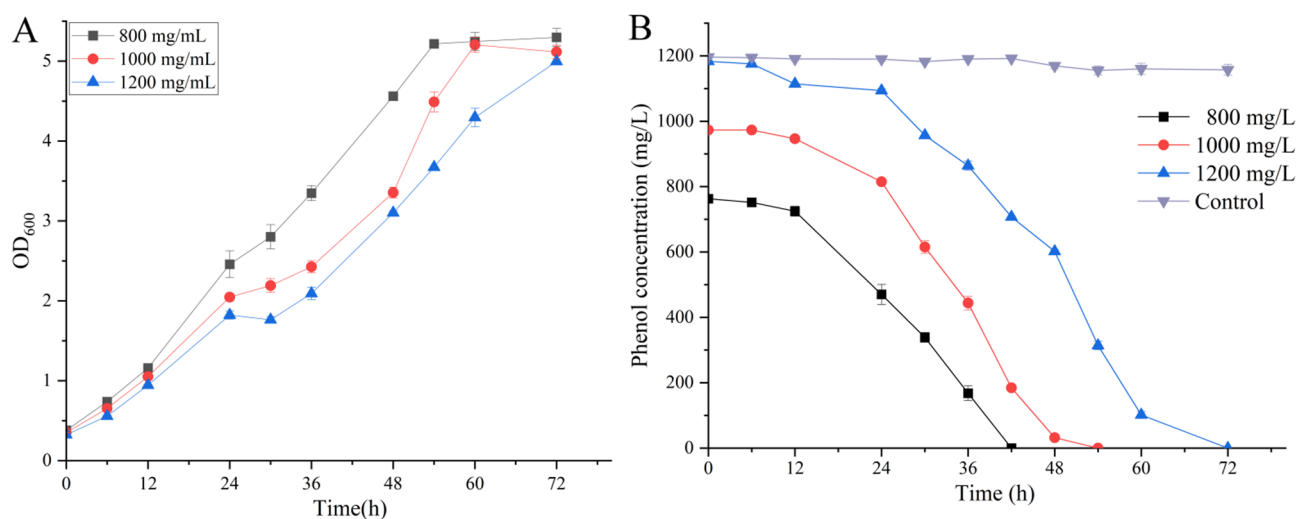 A
800 mg/mL
1000 mg/mL
1200 mg/mL
OD600
5
4
3
2
1
0
0 12 24 36 48 60 72
Time(h)
B
Phenol concentration (mg/L)
1200
1000
800
600
400
200
0
800 mg/L
1000 mg/L
1200 mg/L
Control
0 12 24 36 48 60 72
Time (h)